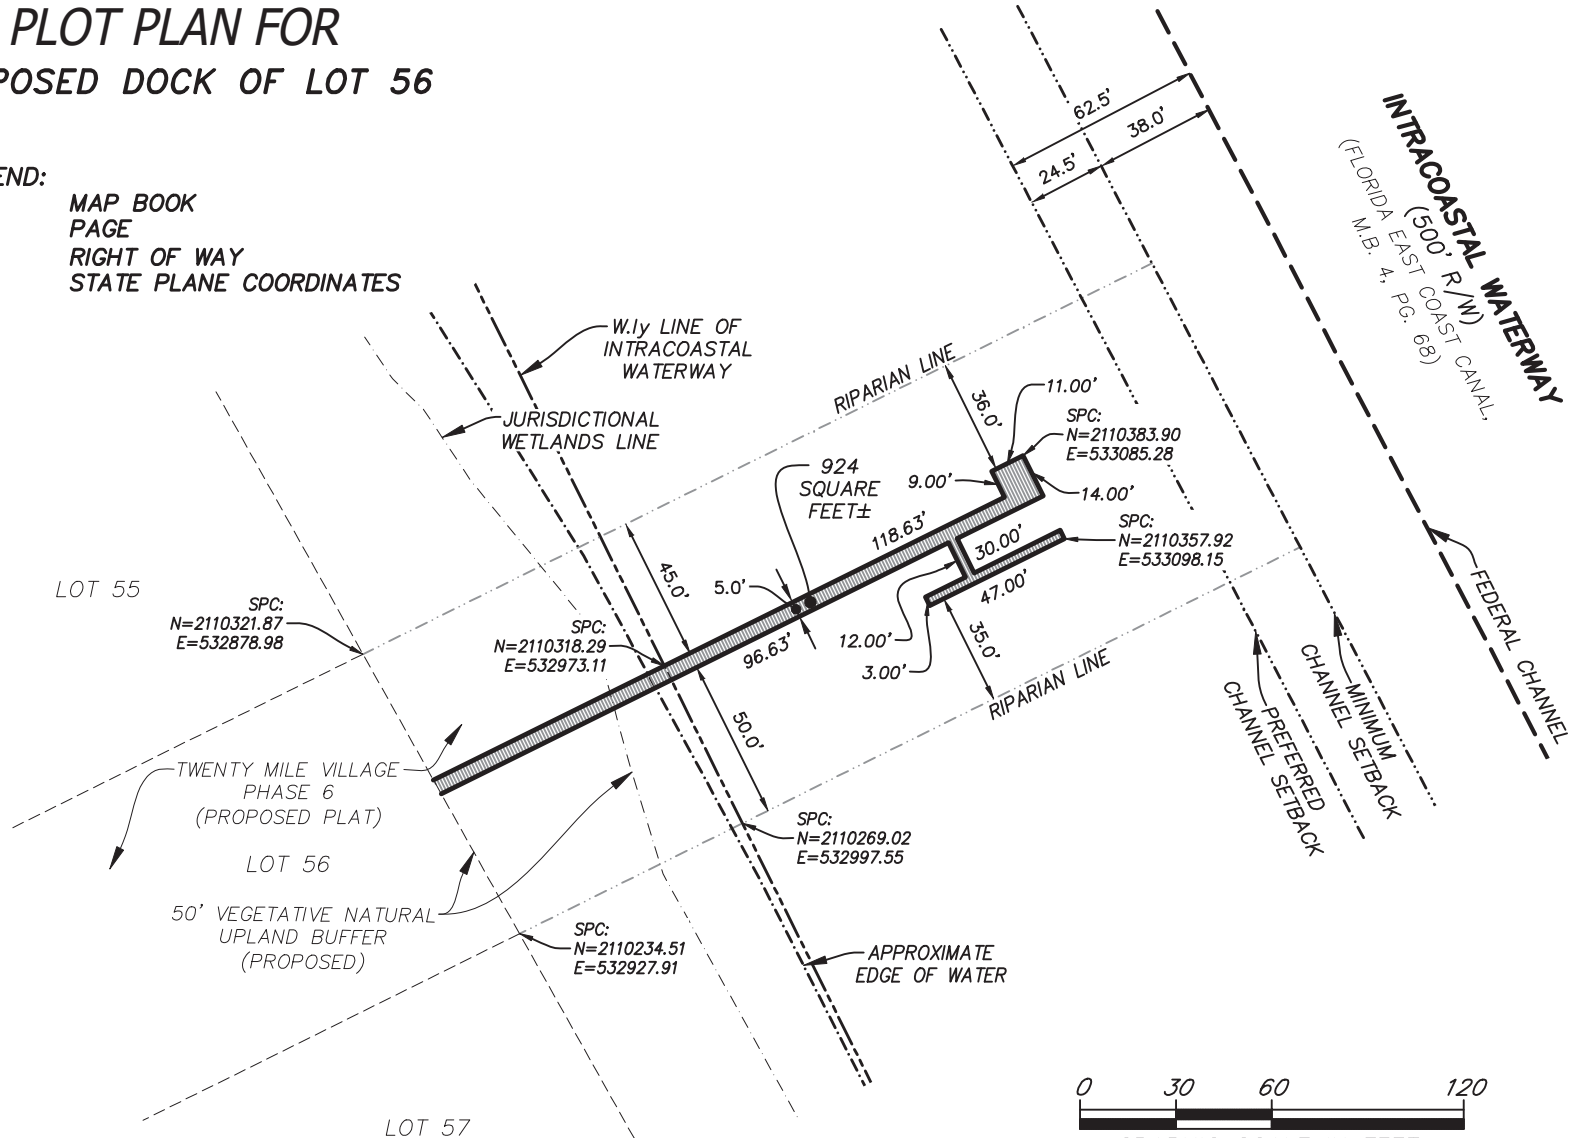 PLOT PLAN FOR
POSED DOCK OF LOT 56
END:
MAP BOOK
PAGE
RIGHT OF WAY
STATE PLANE COORDINATES
62.5'
38.0'
24.5'
INTRACOASTAL WATERWAY
(500' R/W)
(FLORIDA EAST COAST CANAL,
M.B. 4, PG. 68)
W.ly LINE OF
INTRACOASTAL
WATERWAY
JURISDICTIONAL
WETLANDS LINE
RIPARIAN LINE
36.0'
11.00'
SPC:
N=2110383.90
E=533085.28
924
SQUARE
FEET±
9.00'
14.00'
118.63'
30.00'
SPC:
N=2110357.92
E=533098.15
LOT 55
SPC:
N=2110321.87
E=532878.98
45.0'
5.0'
47.00'
SPC:
N=2110318.29
E=532973.11
96.63'
12.00'
3.00'
35.0'
RIPARIAN LINE
50.0'
FEDERAL CHANNEL
MINIMUM
CHANNEL SETBACK
PREFERRED
CHANNEL SETBACK
TWENTY MILE VILLAGE
PHASE 6
(PROPOSED PLAT)
LOT 56
SPC:
N=2110269.02
E=532997.55
50' VEGETATIVE NATURAL
UPLAND BUFFER
(PROPOSED)
SPC:
N=2110234.51
E=532927.91
APPROXIMATE
EDGE OF WATER
LOT 57
0 30 60 120